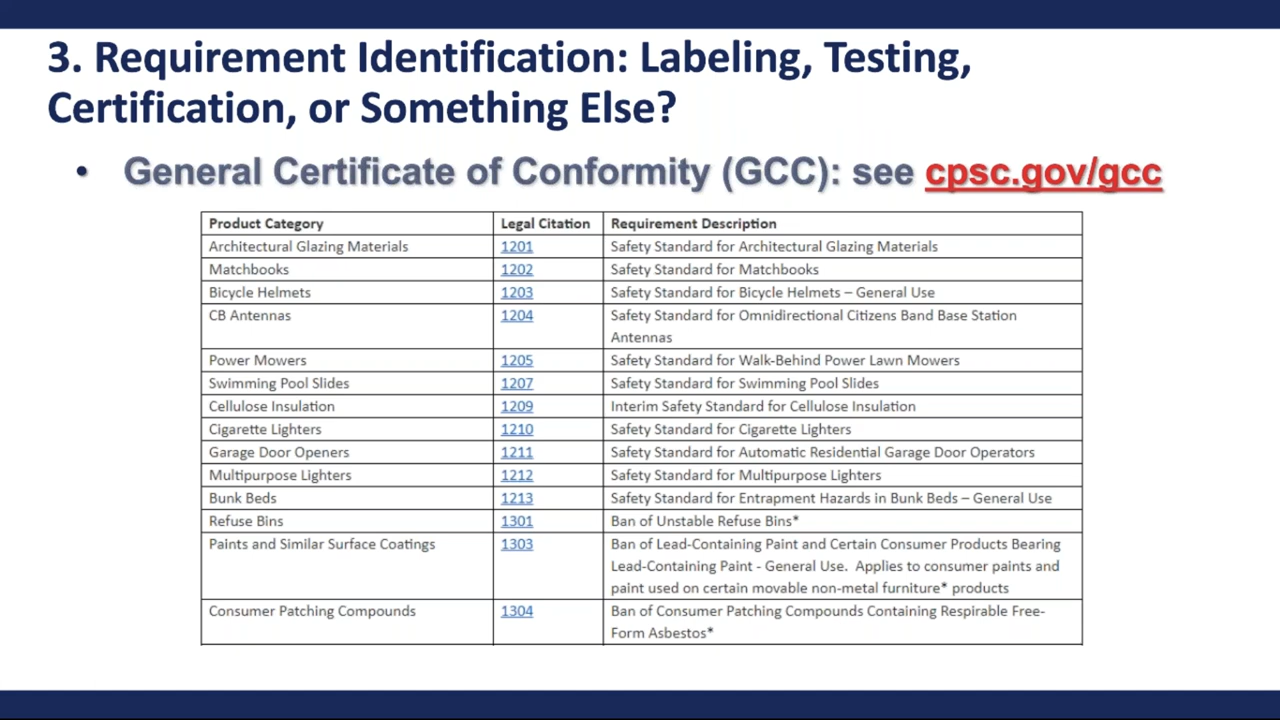 3. Requirement Identification: Labeling, Testing,
Certification, or Something Else?
• General Certificate of Conformity (GCC): see cpsc.gov/gcc
Product Category Legal Citation Requirement Description
Architectural Glazing Materials 1201 Safety Standard for Architectural Glazing Materials
Matchbooks 1202 Safety Standard for Matchbooks
Bicycle Helmets 1203 Safety Standard for Bicycle Helmets – General Use
CB Antennas 1204 Safety Standard for Omnidirectional Citizens Band Base Station
Antennas
Power Mowers 1205 Safety Standard for Walk-Behind Power Lawn Mowers
Swimming Pool Slides 1207 Safety Standard for Swimming Pool Slides
Cellulose Insulation 1209 Interim Safety Standard for Cellulose Insulation
Cigarette Lighters 1210 Safety Standard for Cigarette Lighters
Garage Door Openers 1211 Safety Standard for Automatic Residential Garage Door Operators
Multipurpose Lighters 1212 Safety Standard for Multipurpose Lighters
Bunk Beds 1213 Safety Standard for Entrapment Hazards in Bunk Beds – General Use
Refuse Bins 1301 Ban of Unstable Refuse Bins*
Paints and Similar Surface Coatings 1303 Ban of Lead-Containing Paint and Certain Consumer Products Bearing
Lead-Containing Paint - General Use. Applies to consumer paints and
paint used on certain movable non-metal furniture* products
Consumer Patching Compounds 1304 Ban of Consumer Patching Compounds Containing Respirable Free-
Form Asbestos*